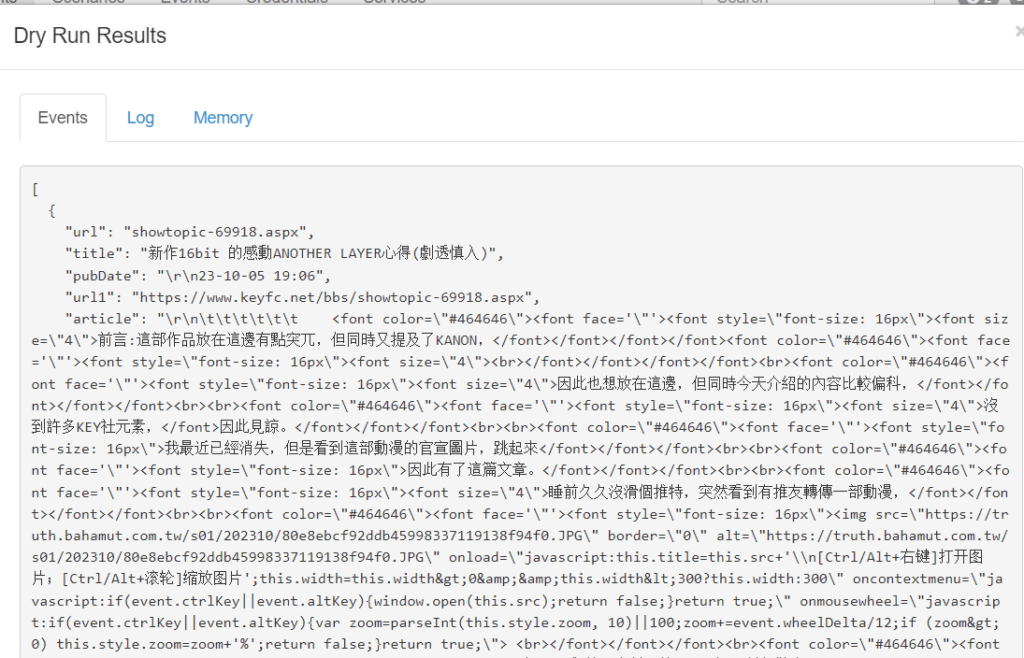 Scenarios Events Credentials Services Search
Dry Run Results
×
Events Log Memory
[
{
"url": "showtopic-69918.aspx",
"title": "新作16bit 的感動ANOTHER LAYER心得(劇透慎入)",
"pubDate": "\r\n23-10-05 19:06",
"url1": "https://www.keyfc.net/bbs/showtopic-69918.aspx",
"article": "\r\n\t\t\t\t\t\t    <font color=\"#464646\"><font face='\"'><font style=\"font-size: 16px\"><font siz
e=\"4\">前言:這部作品放在這邊有點突兀，但同時又提及了KANON，</font></font></font></font><font color=\"#464646\"><font face
='\"'><font style=\"font-size: 16px\"><font size=\"4\"><br></font></font></font></font><br><font color=\"#464646\"><f
ont face='\"'><font style=\"font-size: 16px\"><font size=\"4\">因此也想放在這邊，但同時今天介紹的內容比較偏科，</font></fo
nt></font></font><br><br><font color=\"#464646\"><font face='\"'><font style=\"font-size: 16px\"><font size=\"4\">沒
到許多KEY社元素，</font>因此見諒。</font></font></font><br><br><font color=\"#464646\"><font face='\"'><font style=\"fo
nt-size: 16px\">我最近已經消失，但是看到這部動漫的官宣圖片，跳起來</font></font></font><br><br><font color=\"#464646\"><fo
nt face='\"'><font style=\"font-size: 16px\">因此有了這篇文章。</font></font></font><br><br><font color=\"#464646\"><fo
nt face='\"'><font style=\"font-size: 16px\"><font size=\"4\">睡前久久沒滑個推特，突然看到有推友轉傳一部動漫，</font></fon
t></font></font><br><br><font color=\"#464646\"><font face='\"'><font style=\"font-size: 16px\"><img src=\"https://tr
uth.bahamut.com.tw/s01/202310/80e8ebcf92ddb45998337119138f94f0.JPG\" border=\"0\" alt=\"https://truth.bahamut.com.tw/
s01/202310/80e8ebcf92ddb45998337119138f94f0.JPG\" onload=\"javascript:this.title=this.src+'\\n[Ctrl/Alt+右键]打开图
片; [Ctrl/Alt+滚轮]缩放图片';this.width=this.width&gt;0&amp;&amp;this.width&lt;300?this.width:300\" oncontextmenu=\"ja
vascript:if(event.ctrlKey||event.altKey){window.open(this.src);return false;}return true;\" onmousewheel=\"javascrip
t:if(event.ctrlKey||event.altKey){var zoom=parseInt(this.style.zoom, 10)||100;zoom+=event.wheelDelta/12;if (zoom&gt;
0) this.style.zoom=zoom+'%';return false;}return true;\"> <br></font></font></font><br><font color=\"#464646\"><font